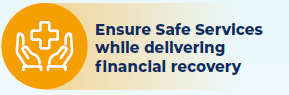 Ensure Safe Services
while delivering
financial recovery